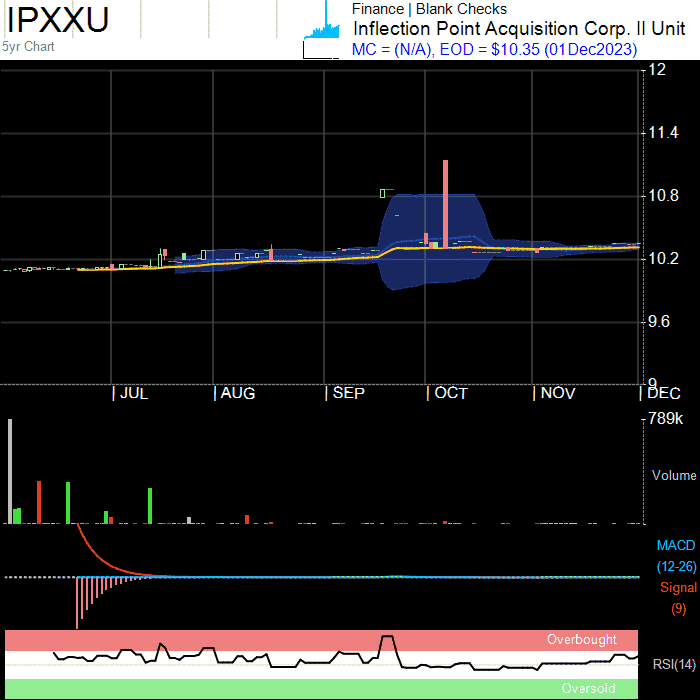 IPXXU
5yr Chart
Finance | Blank Checks
Inflection Point Acquisition Corp. II Unit
MC = (N/A), EOD = $10.35 (01Dec2023)
12
11.4
10.8
10.2
9.6
9
JUL AUG SEP OCT NOV DEC
789k
Volume
MACD
(12-26)
Signal
(9)
Overbought
RSI(14)
Oversold